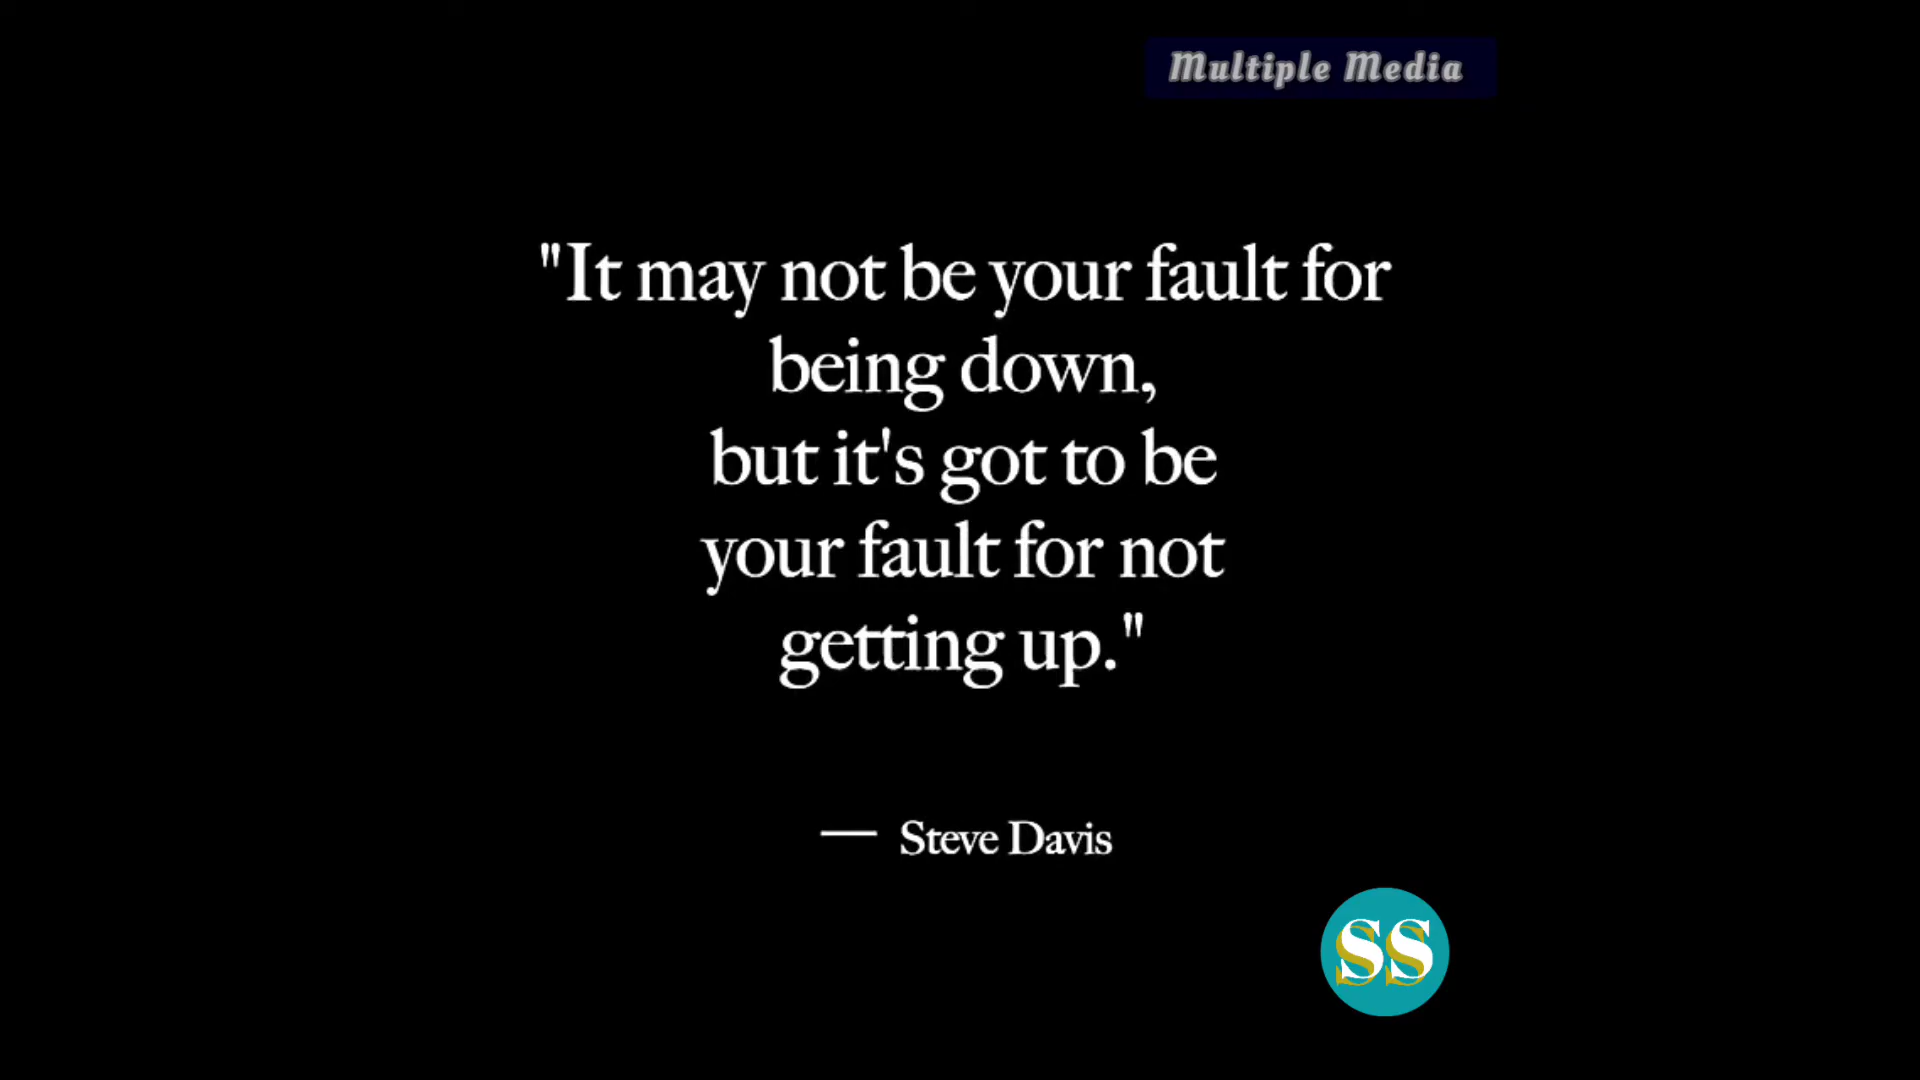 Multiple Media
"It may not be your fault for
being down,
but it's got to be
your fault for not
getting up."
— Steve Davis
SS